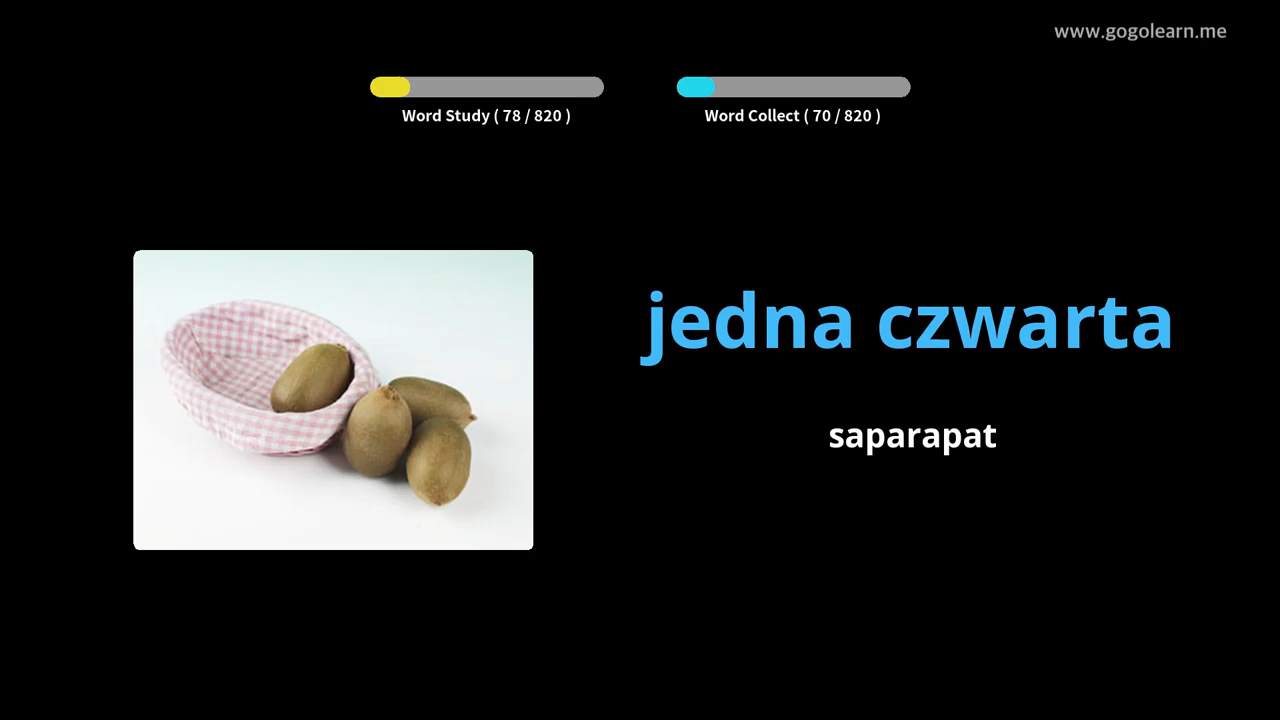 www.gogolearn.me
Word Study ( 78 / 820 )
Word Collect ( 70 / 820 )
jedna czwarta
saparapat